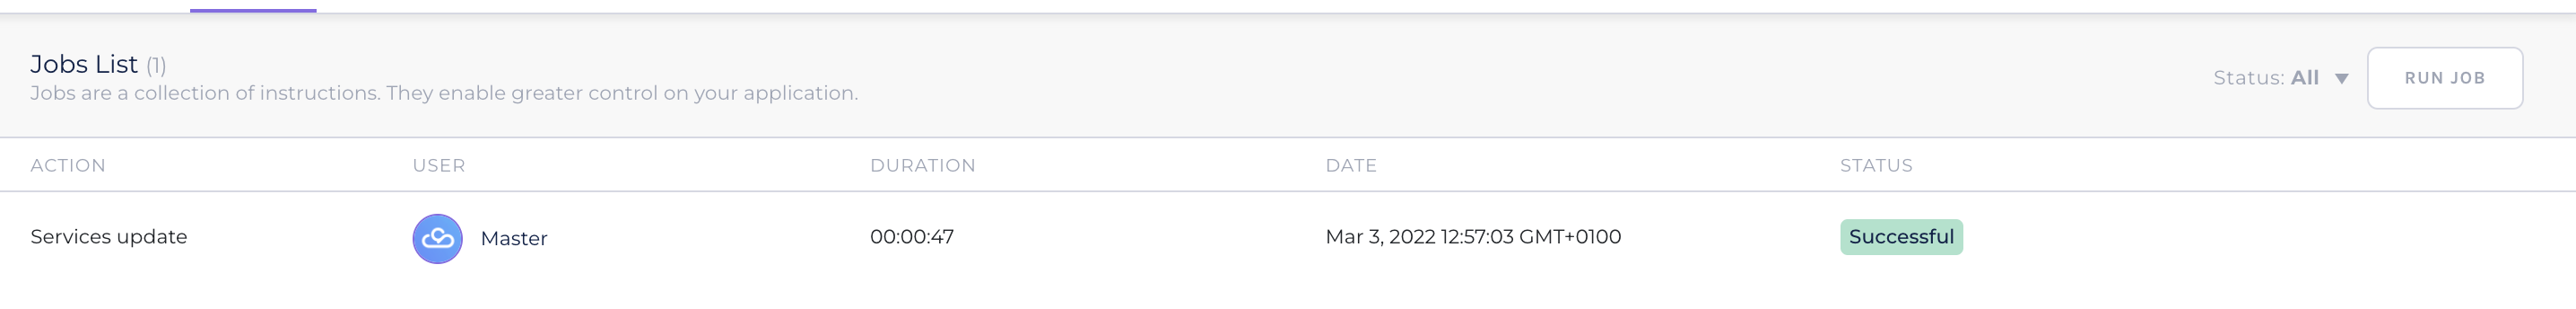 Jobs List (1)
Jobs are a collection of instructions. They enable greater control on your application.
Status: All
RUN JOB
ACTION USER DURATION DATE STATUS
Services update Master 00:00:47 Mar 3, 2022 12:57:03 GMT+0100 Successful